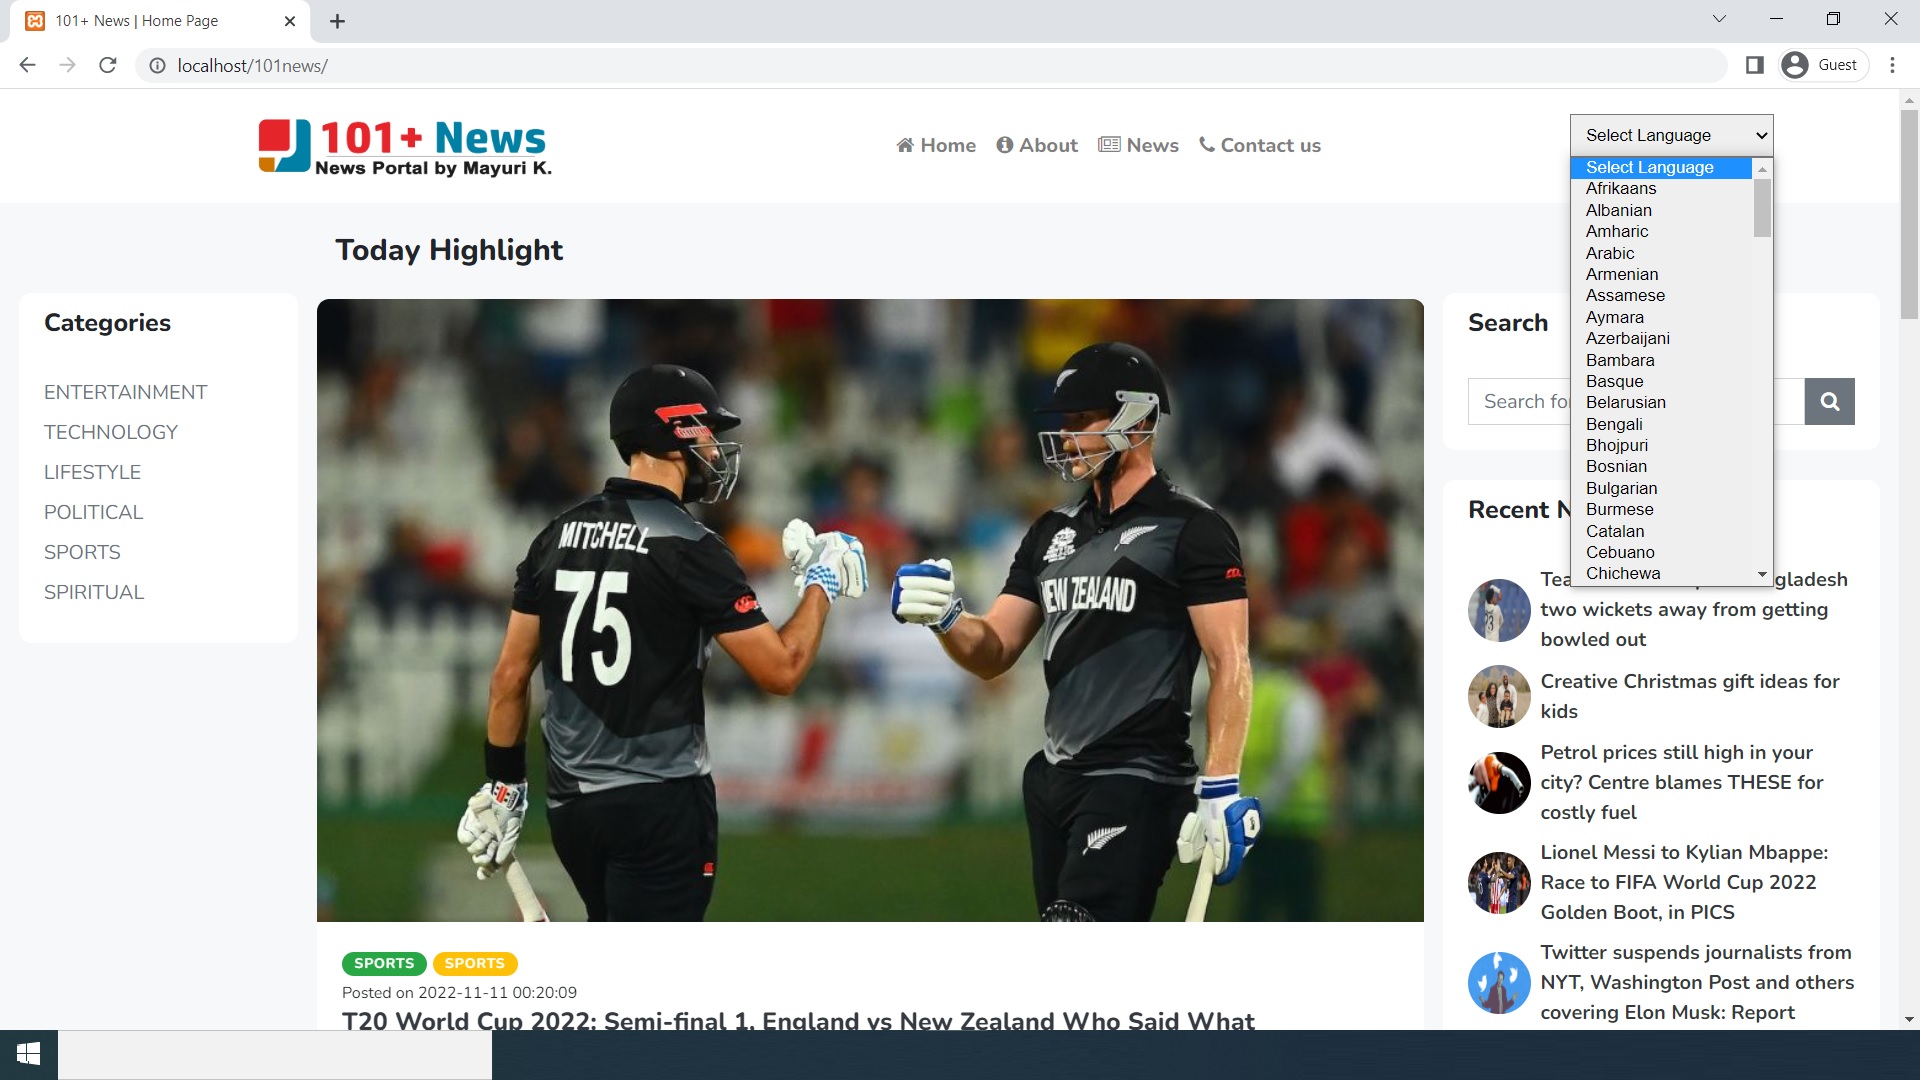 101+ News | Home Page
localhost/101news/
Guest
101+ News
News Portal by Mayuri K.
Home
About
News
Contact us
Select Language
Select Language
Afrikaans
Albanian
Amharic
Arabic
Armenian
Assamese
Aymara
Azerbaijani
Bambara
Basque
Belarusian
Bengali
Bhojpuri
Bosnian
Bulgarian
Burmese
Catalan
Cebuano
Chichewa
Today Highlight
Categories
ENTERTAINMENT
TECHNOLOGY
LIFESTYLE
POLITICAL
SPORTS
SPIRITUAL
MITCHELL
75
NEW ZEALAND
SPORTS SPORTS
Posted on 2022-11-11 00:20:09
T20 World Cup 2022: Semi-final 1, England vs New Zealand Who Said What
Search
Search
Recent
two wickets away from getting
bowled out
Creative Christmas gift ideas for
kids
Petrol prices still high in your
city? Centre blames THESE for
costly fuel
Lionel Messi to Kylian Mbappe:
Race to FIFA World Cup 2022
Golden Boot, in PICS
Twitter suspends journalists from
NYT, Washington Post and others
covering Elon Musk: Report